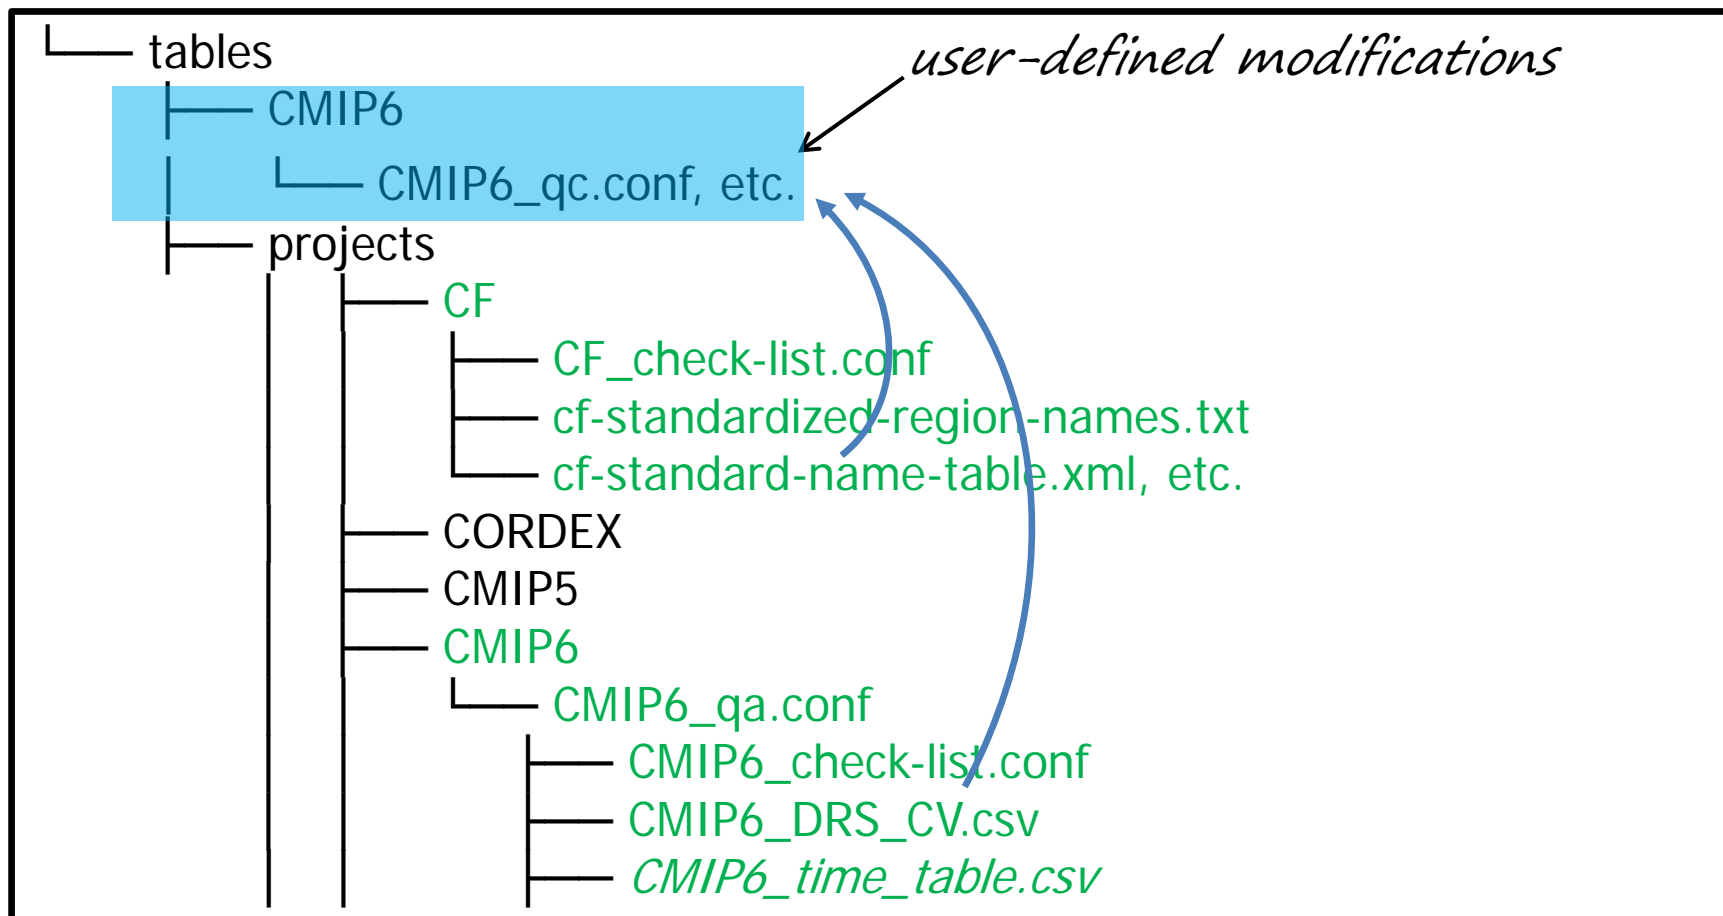 tables
user-defined modifications
CMIP6
CMIP6_qc.conf, etc.
projects
CF
CF_check-list.conf
cf-standardized-region-names.txt
cf-standard-name-table.xml, etc.
CORDEX
CMIP5
CMIP6
CMIP6_qa.conf
CMIP6_check-list.conf
CMIP6_DRS_CV.csv
CMIP6_time_table.csv